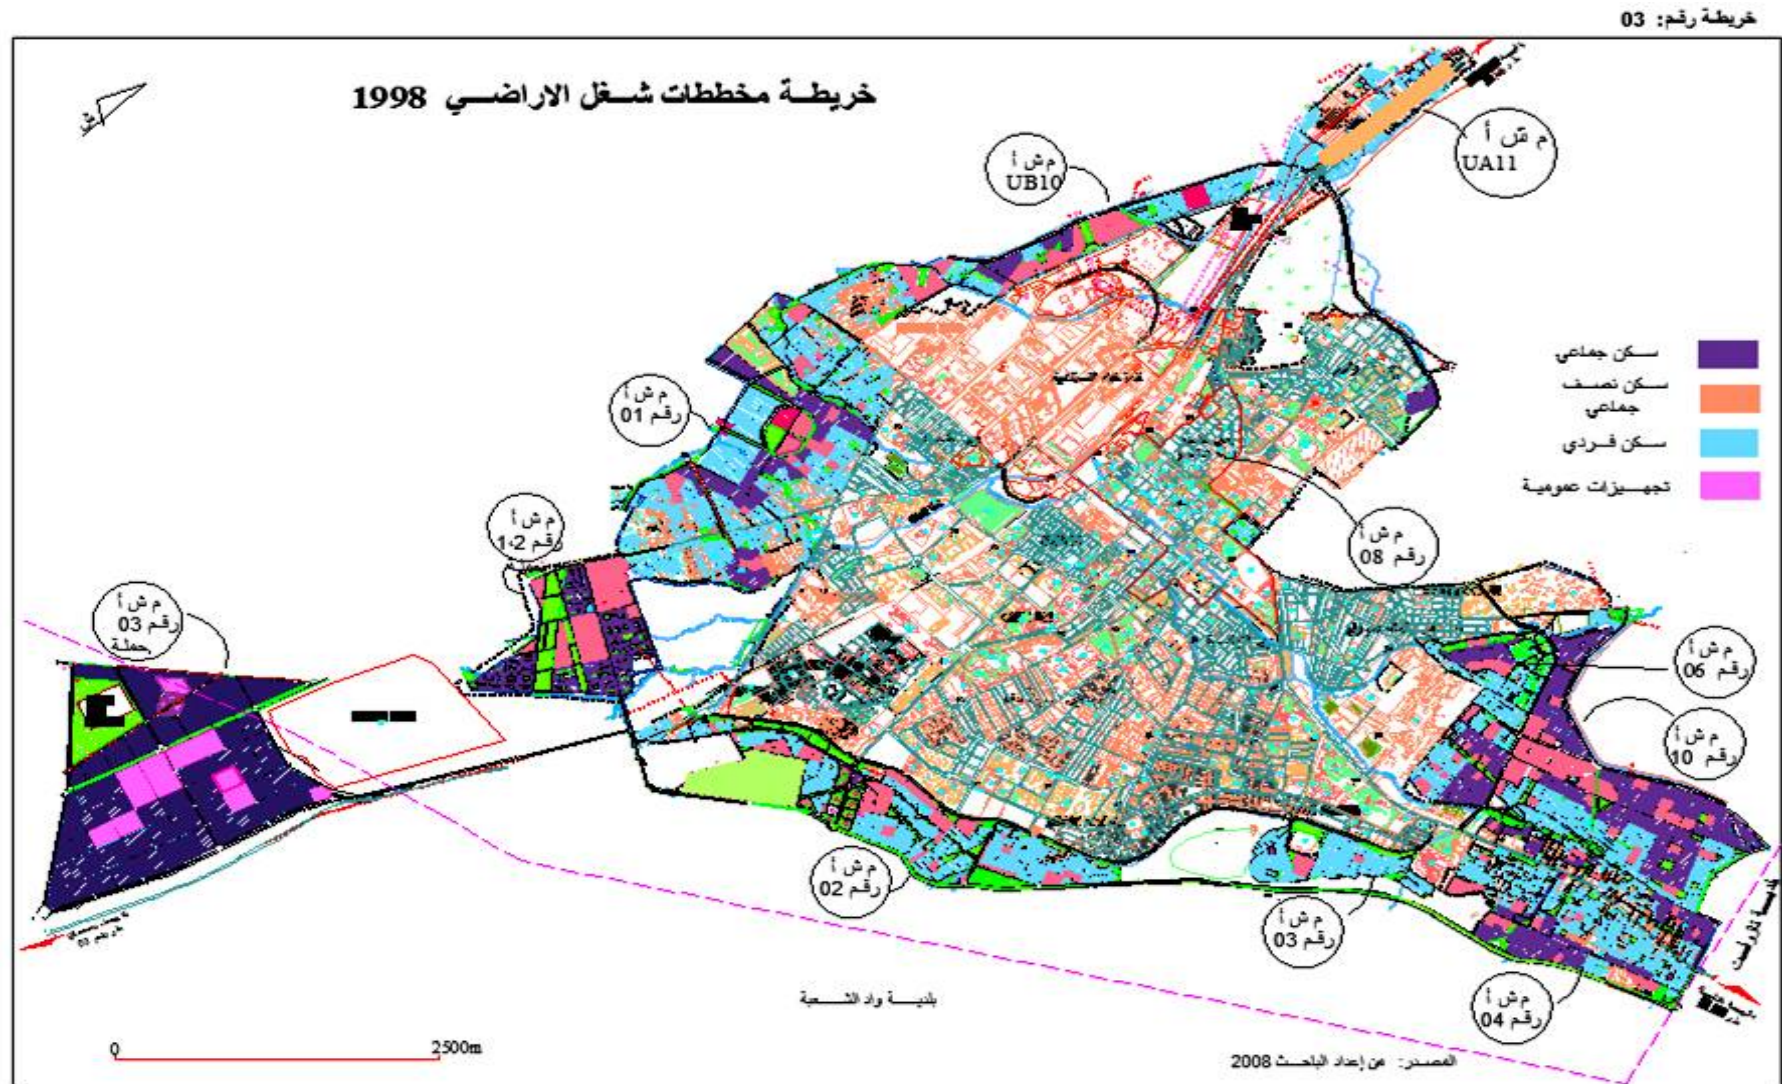 خريطة رقم: 03
خريطة مخططات شغل الاراضي 1998
ش
م ش أ
UA11
م ش أ
UB10
سكن جماعي
سكن نصف
جماعي
سكن فردي
تجهيزات عمومية
م ش أ
رقم 01
م ش أ
رقم 1،2
م ش أ
رقم 03
حملة
م ش أ
رقم 08
م ش أ
رقم 06
م ش أ
رقم 10
م ش أ
رقم 02
م ش أ
رقم 03
م ش أ
رقم 04
بلدية واد الشعبة
0 2500m
المصدر: من إعداد الباحث 2008